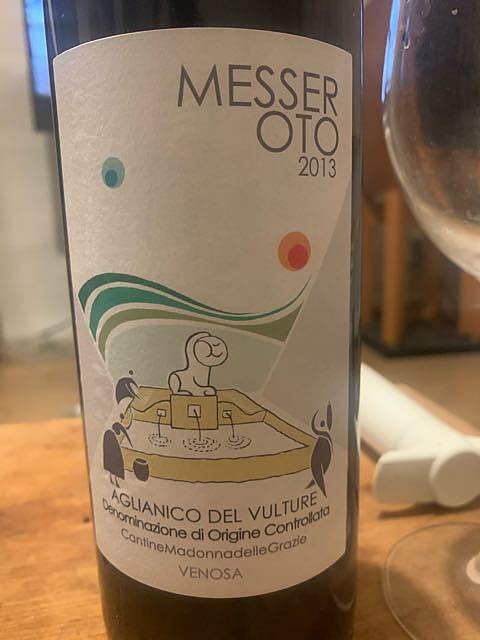 MESSER
OTO
2013
AGLIANICO DEL VULTURE
Denominazione di Origine Controllata
CantineMadonnadelleGrazie
VENOSA